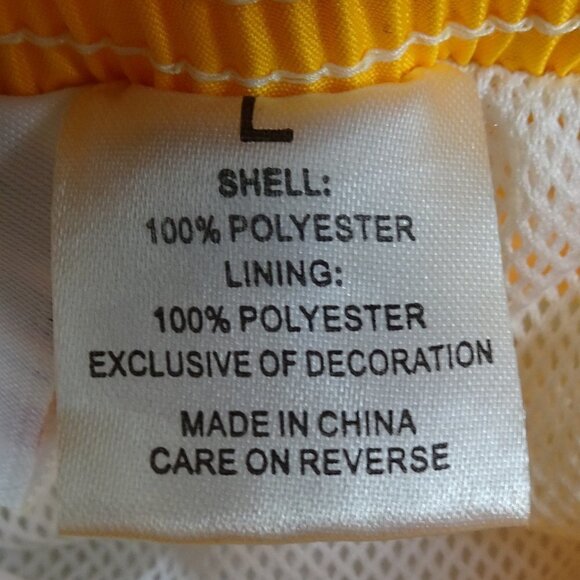 L
SHELL:
100% POLYESTER
LINING:
100% POLYESTER
EXCLUSIVE OF DECORATION
MADE IN CHINA
CARE ON REVERSE